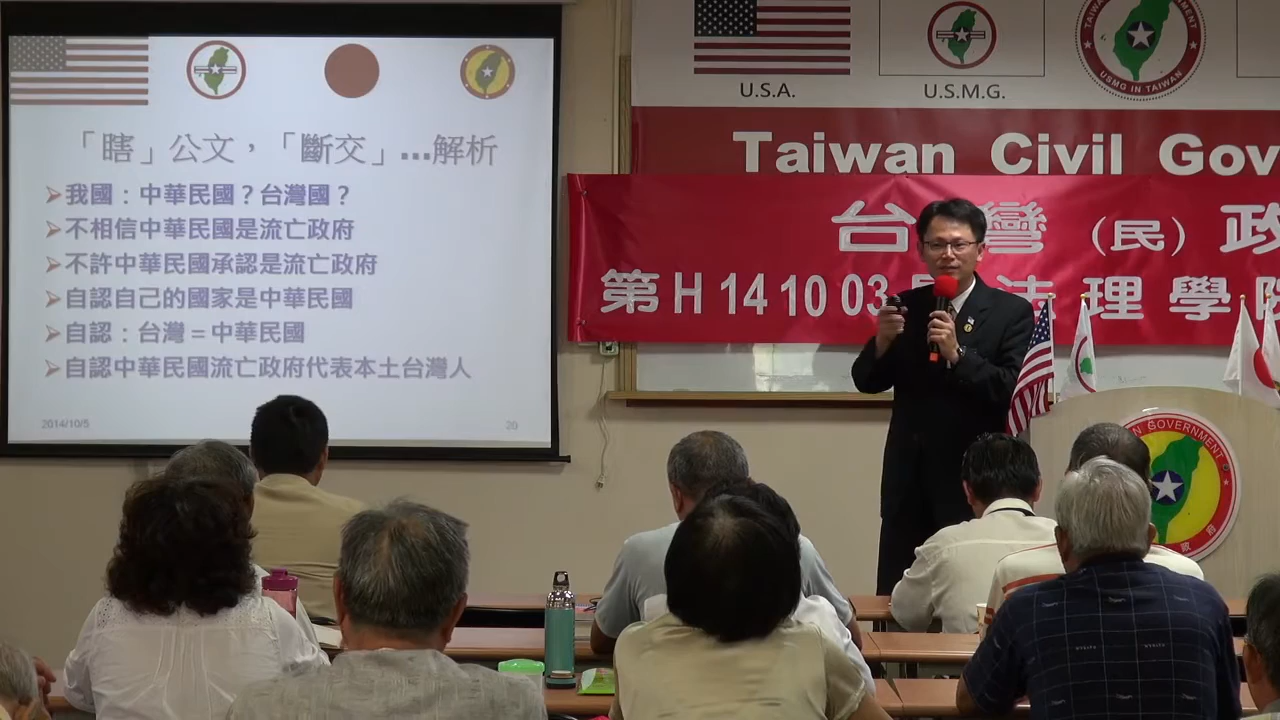 「瞎」公文，「斷交」…解析
➢我國：中華民國？台灣國？
➢不相信中華民國是流亡政府
➢不許中華民國承認是流亡政府
➢自認自己的國家是中華民國
➢自認：台灣＝中華民國
➢自認中華民國流亡政府代表本土台灣人
2014/10/5
20
U.S.A.
U.S.M.G.
USMG IN TAIWAN
Taiwan Civil Gov
台灣（民）政
第H 14 10 03 法理學院
GOVERNMENT